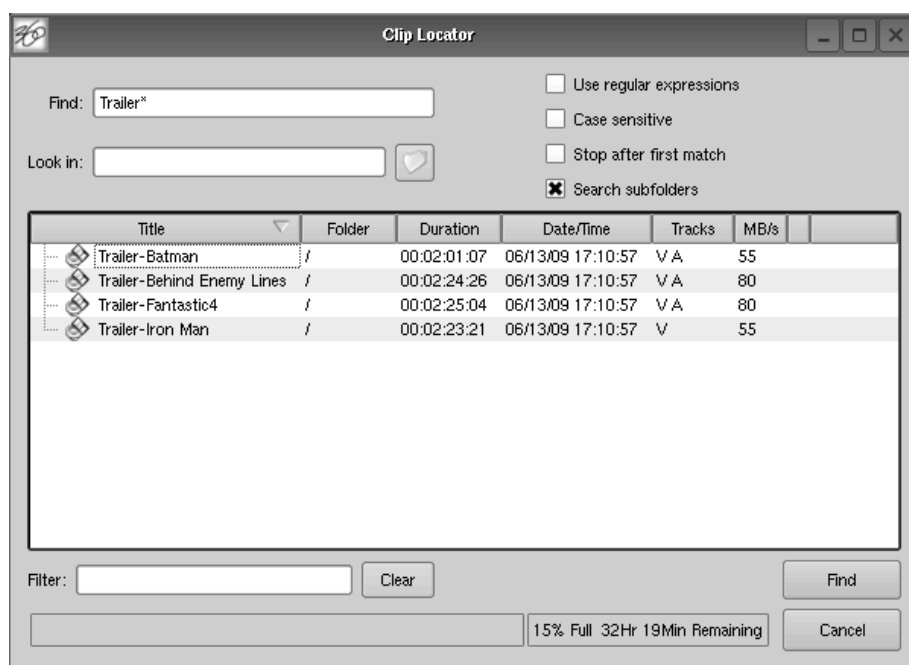 360
Clip Locator
Find: Trailer*
Look in:
Use regular expressions
Case sensitive
Stop after first match
Search subfolders
Title Folder Duration Date/Time Tracks MB/s
Trailer-Batman / 00:02:01:07 06/13/09 17:10:57 V A 55
Trailer-Behind Enemy Lines / 00:02:24:26 06/13/09 17:10:57 V A 80
Trailer-Fantastic4 / 00:02:25:04 06/13/09 17:10:57 V A 80
Trailer-Iron Man / 00:02:23:21 06/13/09 17:10:57 V 55
Filter: Clear Find
15% Full 32Hr 19Min Remaining Cancel